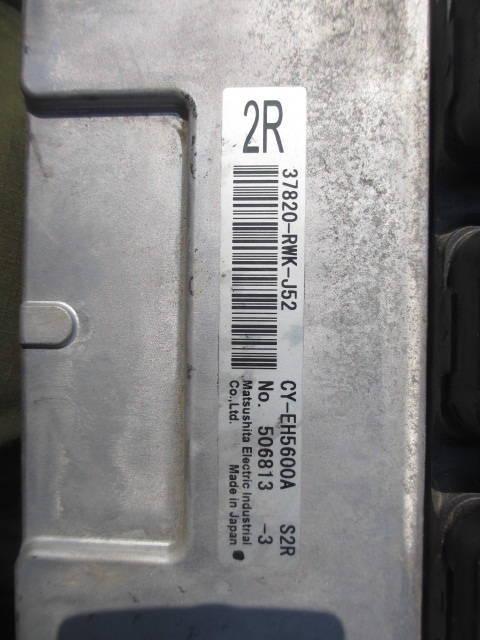 2R
37820-RWK-J52
CY-EH5600A S2R
No. 506813 -3
Matsushita Electric Industrial
Co.,Ltd. Made in Japan